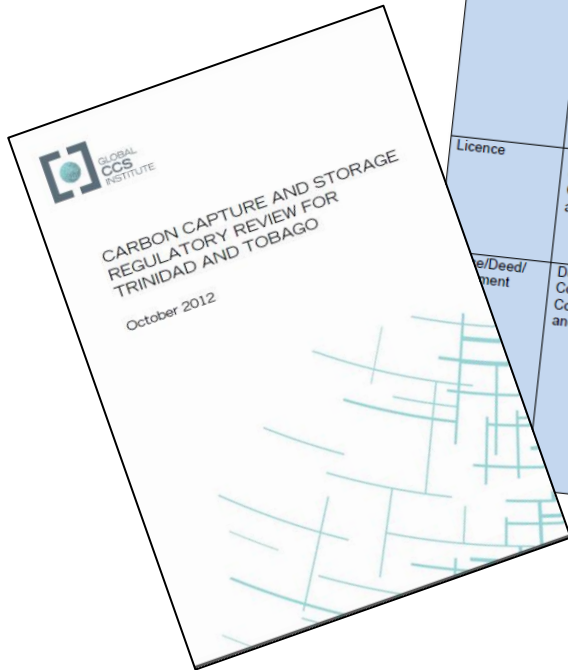 GLOBAL
CCS
INSTITUTE
CARBON CAPTURE AND STORAGE
REGULATORY REVIEW FOR
TRINIDAD AND TOBAGO
October 2012
Licence